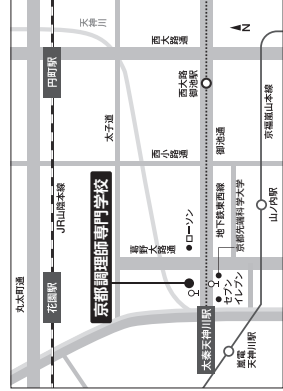 天神川
西大路通
N
円町駅
西大路
御池駅
太子道
西小路通
御池通
京福嵐山本線
JR山陰本線
京都調理師専門学校
葛野大路通
ローソン
地下鉄東西線
京都先端科学大学
山ノ内駅
丸太町通
花園駅
セブン
イレブン
太秦天神川駅
嵐電
天神川駅